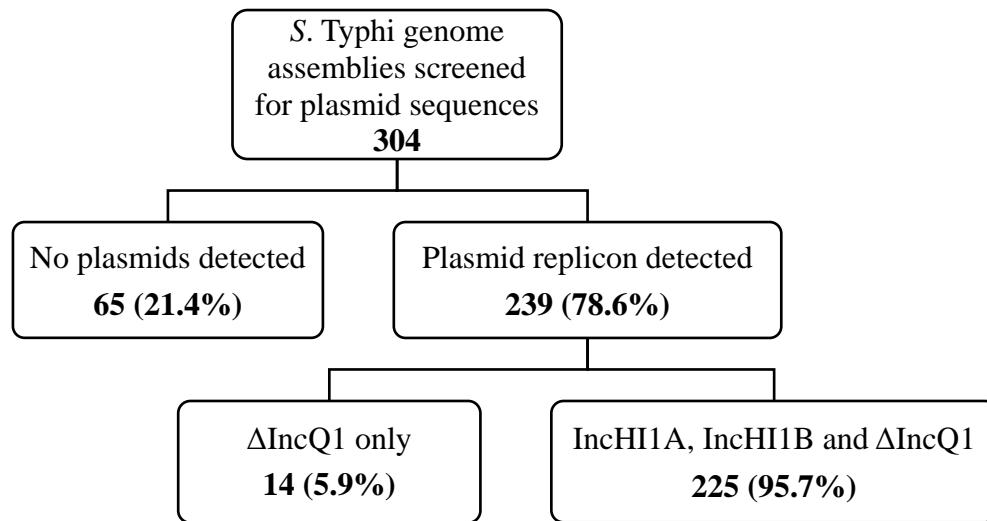 S. Typhi genome
assemblies screened
for plasmid sequences
304
No plasmids detected
65 (21.4%)
Plasmid replicon detected
239 (78.6%)
ΔIncQ1 only
14 (5.9%)
IncHI1A, IncHI1B and ΔIncQ1
225 (95.7%)